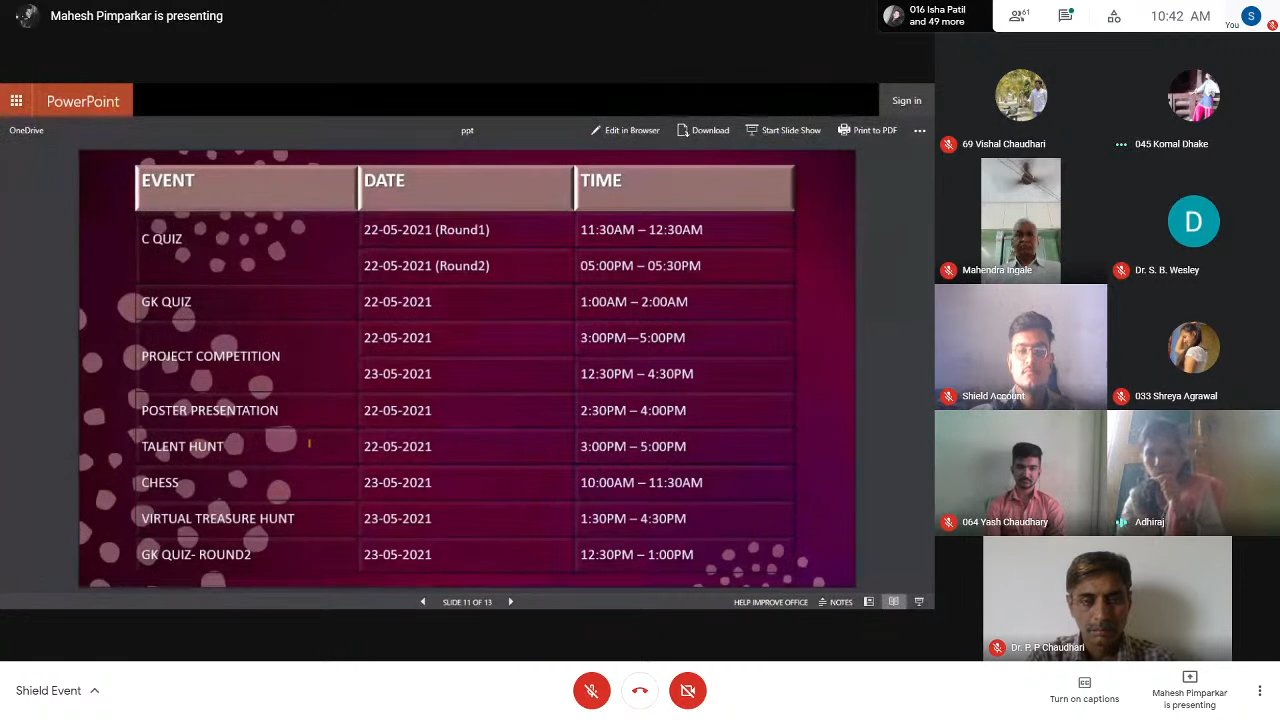 Mahesh Pimparkar is presenting
016 Isha Patil
and 49 more
61
10:42 AM
You
S
PowerPoint
Sign in
OneDrive
ppt
Edit in Browser
Download
Start Slide Show
Print to PDF
EVENT DATE TIME
C QUIZ
22-05-2021 (Round1) 11:30AM – 12:30AM
22-05-2021 (Round2) 05:00PM – 05:30PM
GK QUIZ 22-05-2021 1:00AM – 2:00AM
PROJECT COMPETITION
22-05-2021 3:00PM—5:00PM
23-05-2021 12:30PM – 4:30PM
POSTER PRESENTATION 22-05-2021 2:30PM – 4:00PM
TALENT HUNT 22-05-2021 3:00PM – 5:00PM
CHESS 23-05-2021 10:00AM – 11:30AM
VIRTUAL TREASURE HUNT 23-05-2021 1:30PM – 4:30PM
GK QUIZ- ROUND2 23-05-2021 12:30PM – 1:00PM
SLIDE 11 OF 13
HELP IMPROVE OFFICE
NOTES
69 Vishal Chaudhari
045 Komal Dhake
Mahendra Ingale
D
Dr. S. B. Wesley
Shield Account
033 Shreya Agrawal
064 Yash Chaudhary
Adhiraj
Dr. P. P Chaudhari
Shield Event
Turn on captions
Mahesh Pimparkar
is presenting